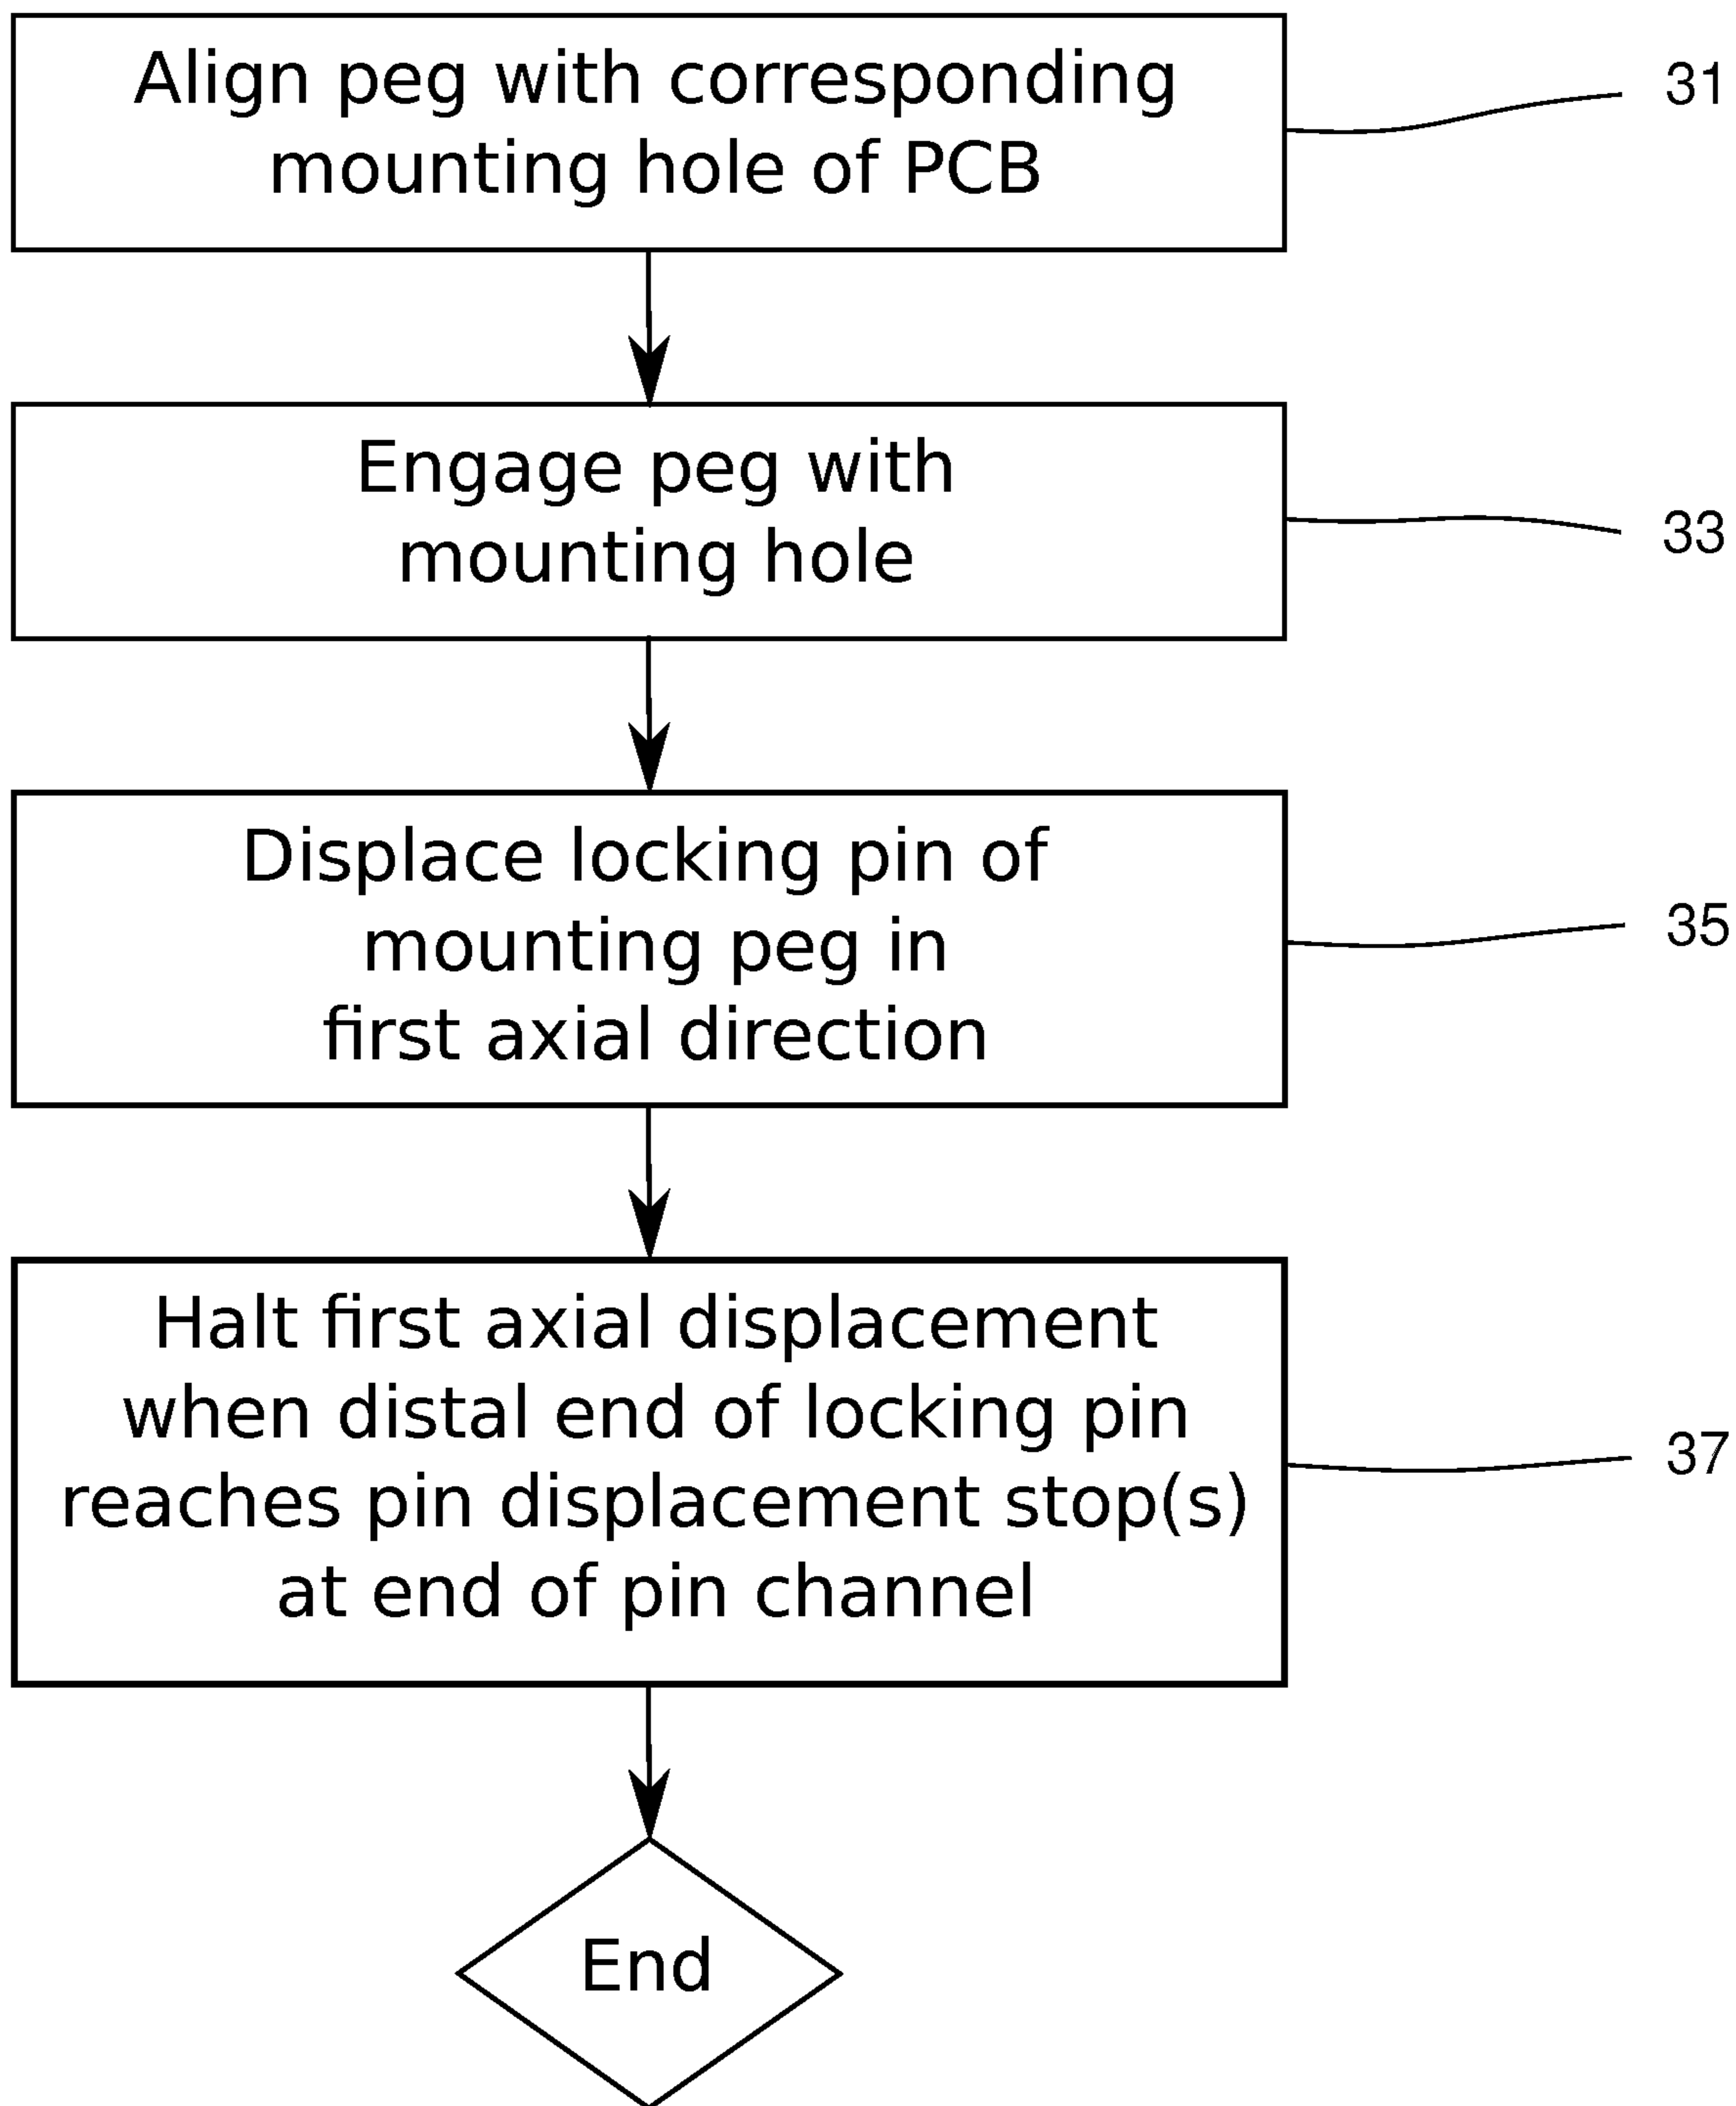 Align peg with corresponding
mounting hole of PCB
31
Engage peg with
mounting hole
33
Displace locking pin of
mounting peg in
first axial direction
35
Halt first axial displacement
when distal end of locking pin
reaches pin displacement stop(s)
at end of pin channel
37
End